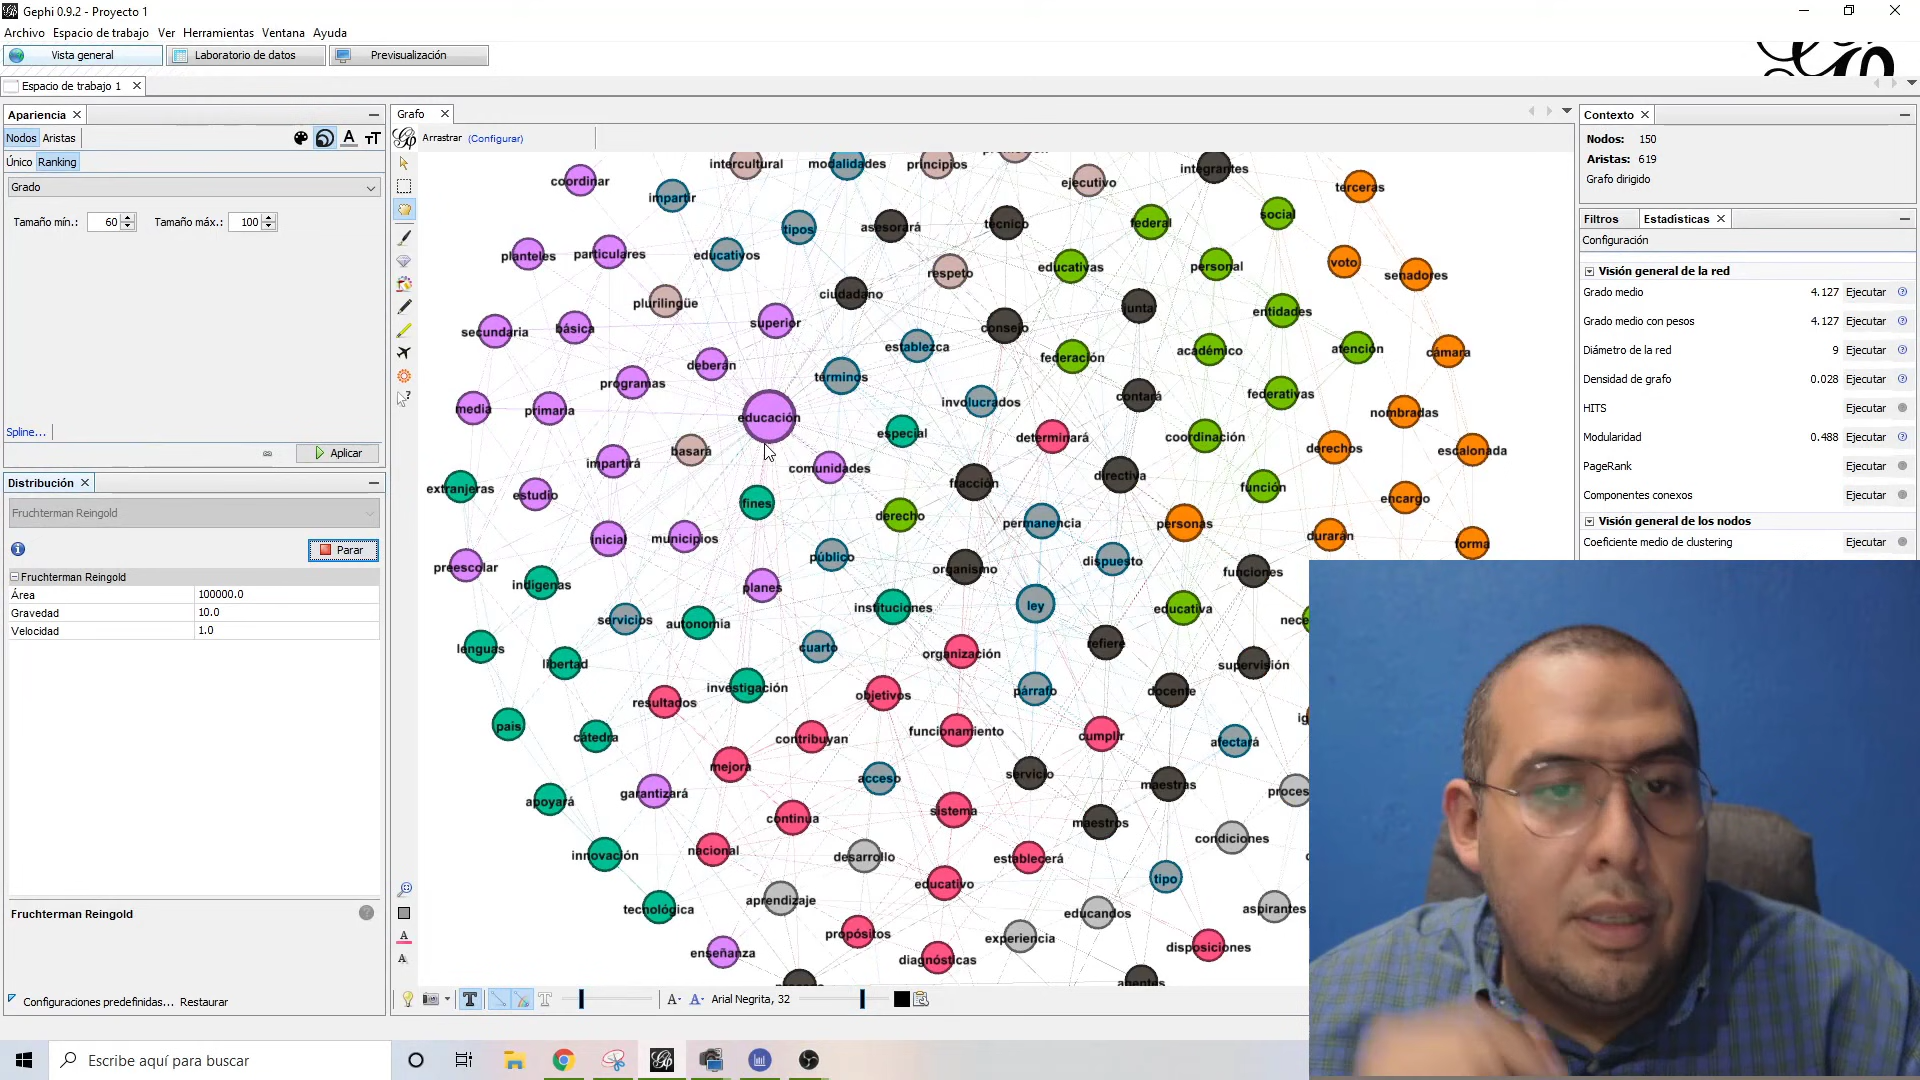 Gephi 0.9.2 - Proyecto 1
Archivo Espacio de trabajo Ver Herramientas Ventana Ayuda
Vista general Laboratorio de datos Previsualización
Espacio de trabajo 1
Apariencia
Nodos Aristas
Único Ranking
Grado
Tamaño mín.: 60 Tamaño máx.: 100
Spline...
Aplicar
Distribución
Fruchterman Reingold
Parar
Fruchterman Reingold
Área 100000.0
Gravedad 10.0
Velocidad 1.0
Fruchterman Reingold
Configuraciones predefinidas... Restaurar
Grafo
Arrastrar (Configurar)
intercultural modalidades principios
coordinar impartir ejecutivo integrantes terceras
tipos asesorará técnico federal social
planteles particulares educativos respeto educativas personal voto senadores
plurilingüe ciudadano junta entidades
secundaria básica superior establezca consejo federación académico atención cámara
deberán términos
programas involucrados contará federativas nombradas
media primaria educación especial determinará coordinación derechos escalonada
impartirá basará comunidades fracción directiva función encargo
extranjeras estudio fines derecho permanencia personas durarán forma
inicial municipios público organismo dispuesto funciones
preescolar indígenas planes instituciones ley educativa
servicios autonomía cuarto organización refiere supervisión
lenguas libertad investigación objetivos párrafo docente
resultados
país cátedra contribuyan funcionamiento cumplir afectará
mejora acceso servicio maestras
apoyará garantizará continua sistema maestros condiciones
innovación nacional desarrollo establecerá tipo
tecnológica aprendizaje educativo educandos aspirantes
enseñanza propósitos diagnósticas experiencia disposiciones
Arial Negrita, 32
Contexto
Nodos: 150
Aristas: 619
Grafo dirigido
Filtros Estadísticas
Configuración
Visión general de la red
Grado medio 4.127 Ejecutar
Grado medio con pesos 4.127 Ejecutar
Diámetro de la red 9 Ejecutar
Densidad de grafo 0.028 Ejecutar
HITS Ejecutar
Modularidad 0.488 Ejecutar
PageRank Ejecutar
Componentes conexos Ejecutar
Visión general de los nodos
Coeficiente medio de clustering Ejecutar
Escribe aquí para buscar